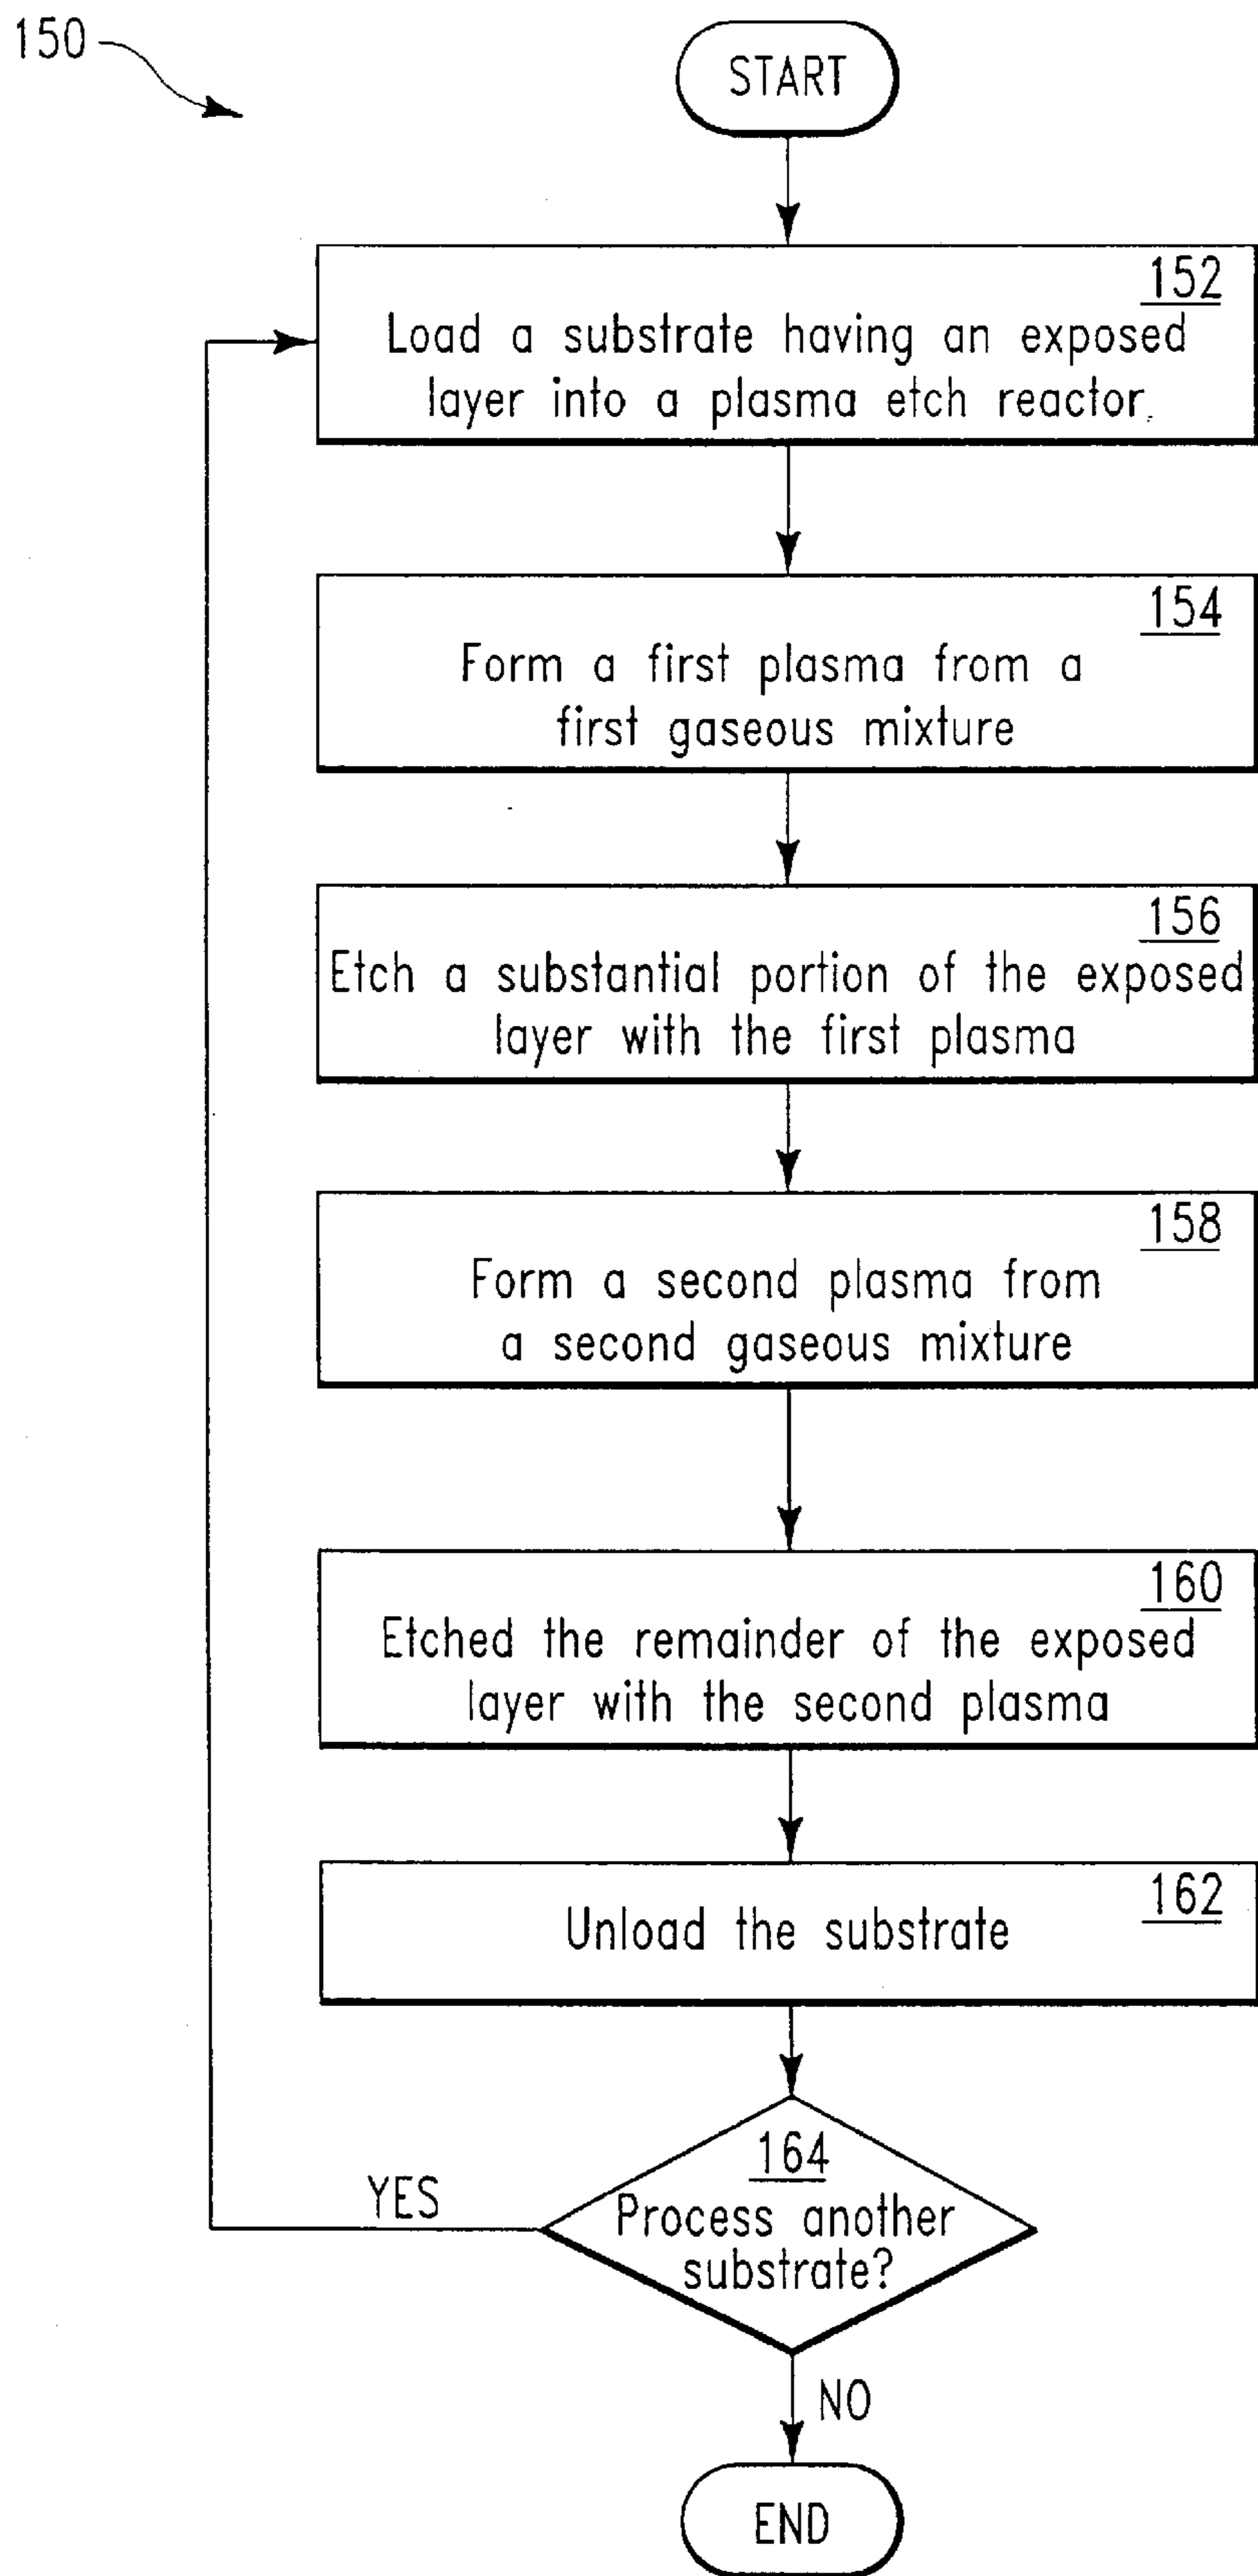 150
START
152
Load a substrate having an exposed
layer into a plasma etch reactor.
154
Form a first plasma from a
first gaseous mixture
156
Etch a substantial portion of the exposed
layer with the first plasma
158
Form a second plasma from
a second gaseous mixture
160
Etched the remainder of the exposed
layer with the second plasma
162
Unload the substrate
164
Process another
substrate?
YES
NO
END